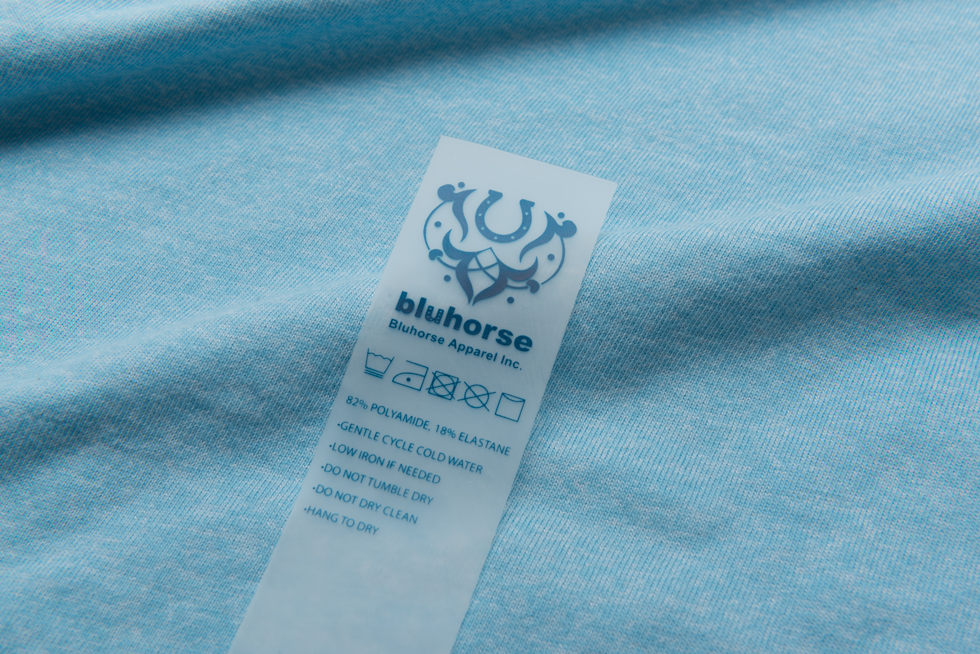 bluhorse
Bluhorse Apparel Inc.
82% POLYAMIDE, 18% ELASTANE
•GENTLE CYCLE COLD WATER
•LOW IRON IF NEEDED
•DO NOT TUMBLE DRY
•DO NOT DRY CLEAN
•HANG TO DRY